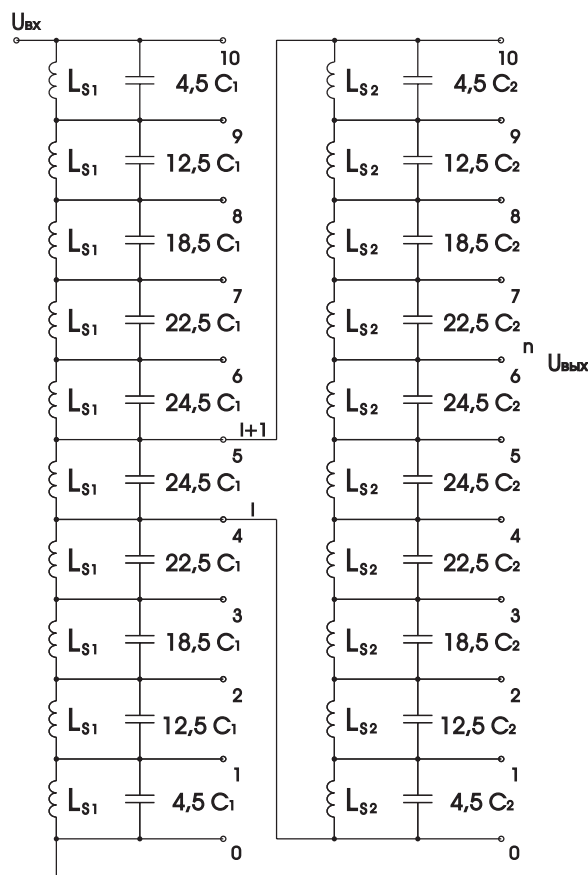 Uвх
10 10
LS1 4,5 C1 LS2 4,5 C2
9 9
LS1 12,5 C1 LS2 12,5 C2
8 8
LS1 18,5 C1 LS2 18,5 C2
7 7
LS1 22,5 C1 LS2 22,5 C2
n Uвых
6 6
LS1 24,5 C1 LS2 24,5 C2
I+1
5 5
LS1 24,5 C1 LS2 24,5 C2
I
4 4
LS1 22,5 C1 LS2 22,5 C2
3 3
LS1 18,5 C1 LS2 18,5 C2
2 2
LS1 12,5 C1 LS2 12,5 C2
1 1
LS1 4,5 C1 LS2 4,5 C2
0 0